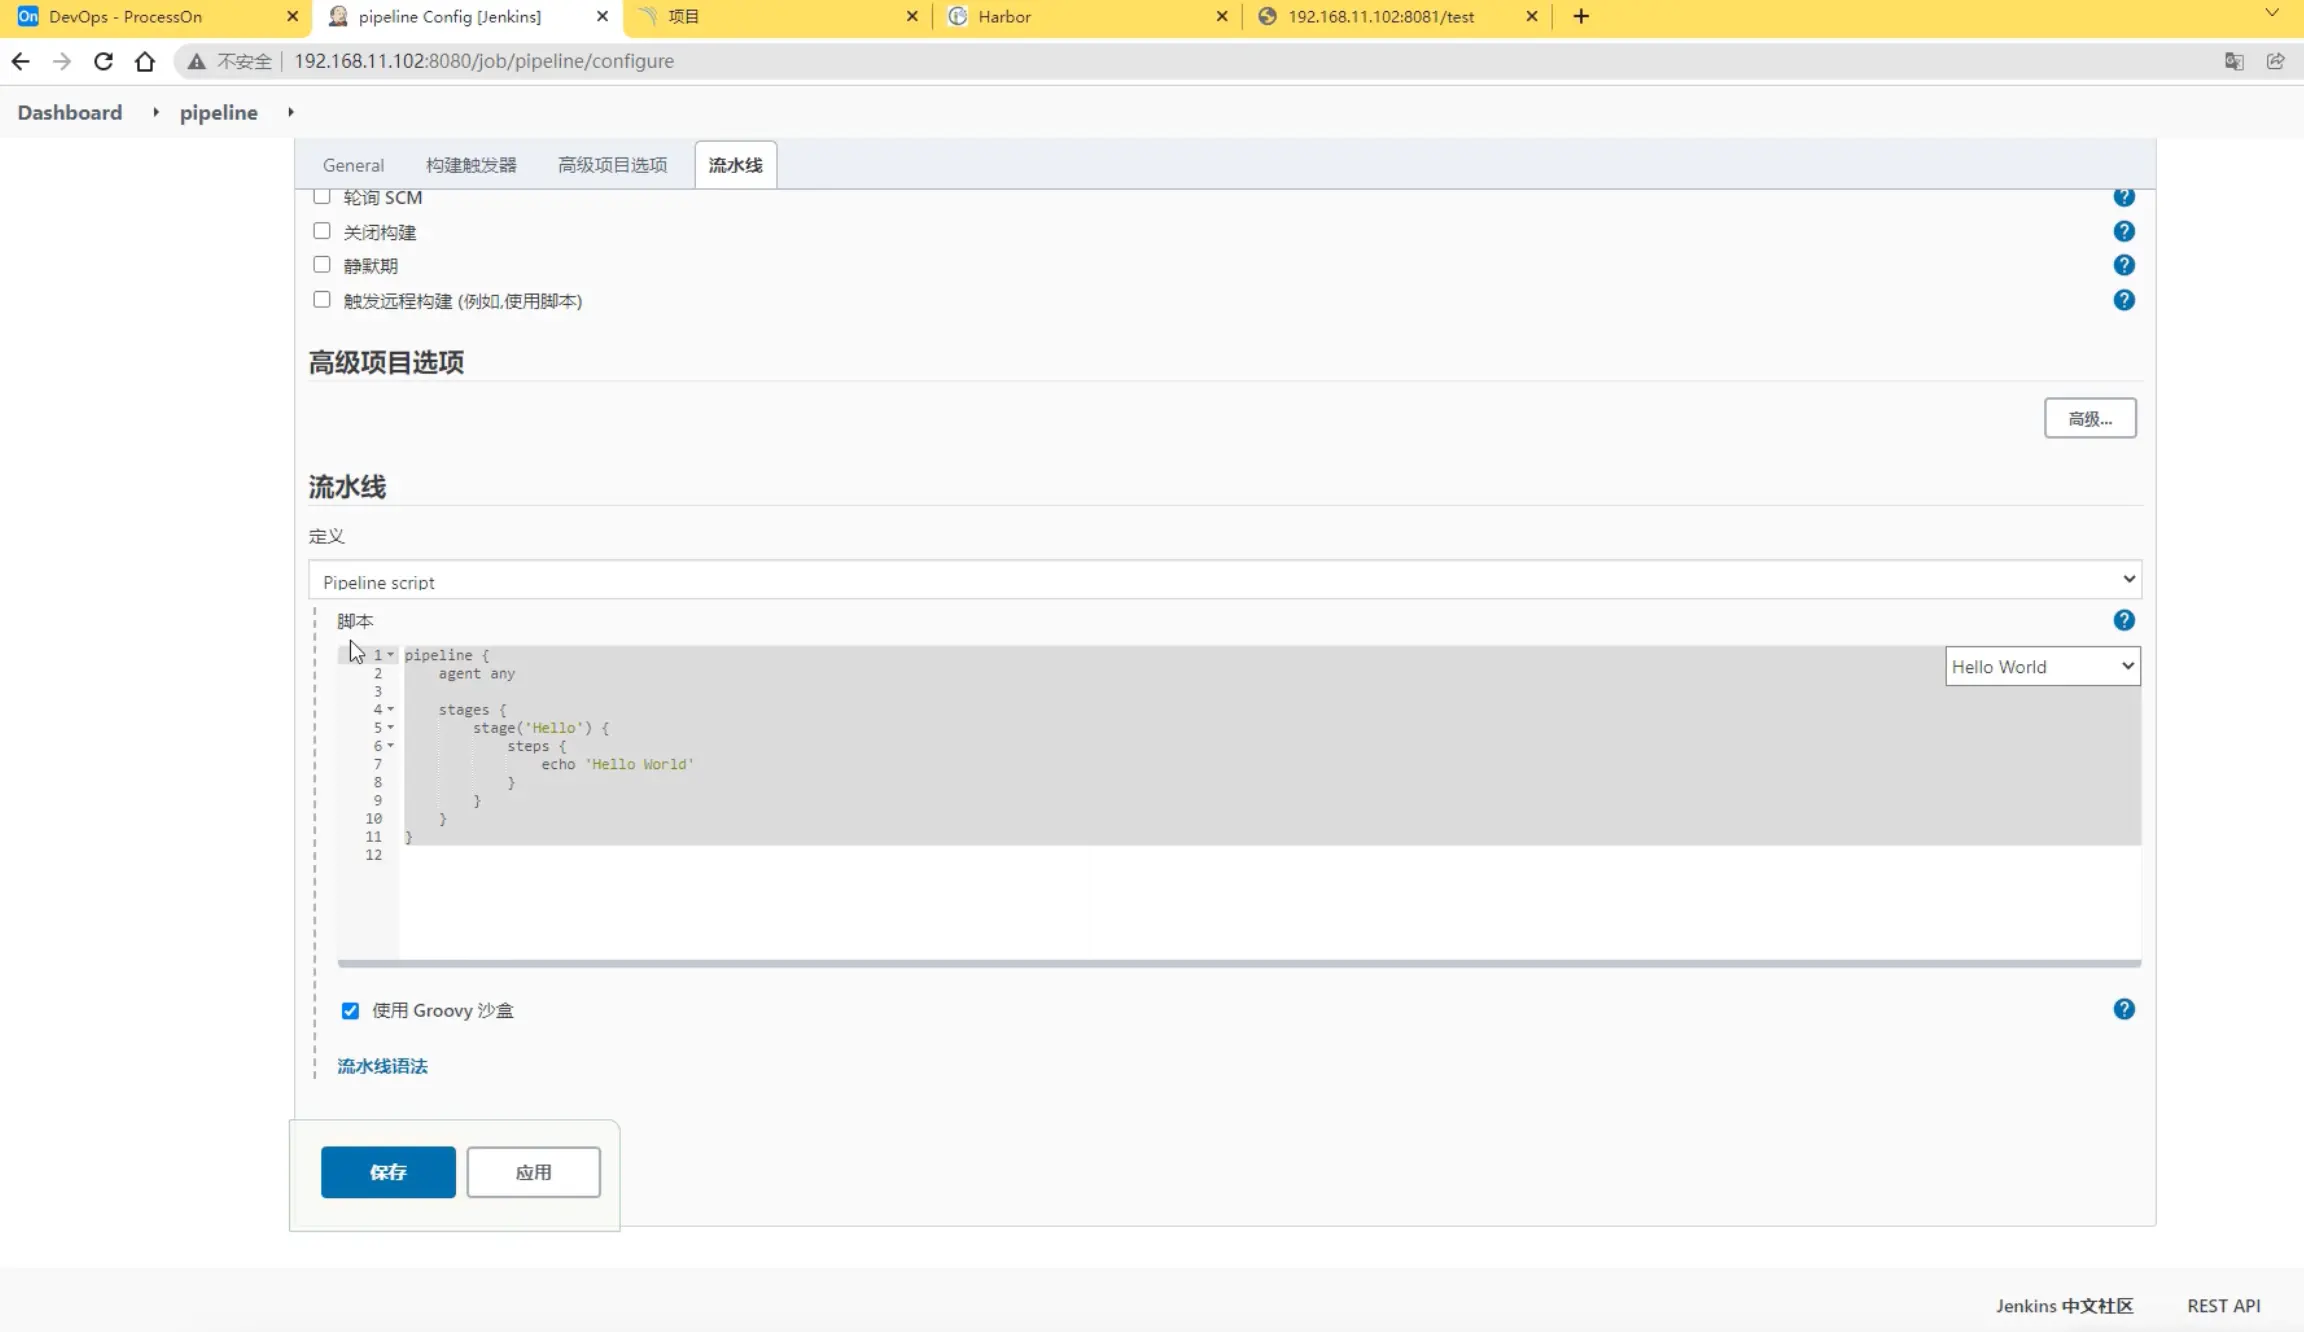 DevOps - ProcessOn
pipeline Config [Jenkins]
项目
Harbor
192.168.11.102:8081/test
不安全
192.168.11.102:8080/job/pipeline/configure
Dashboard
pipeline
General
构建触发器
高级项目选项
流水线
轮询 SCM
关闭构建
静默期
触发远程构建 (例如,使用脚本)
高级项目选项
高级...
流水线
定义
Pipeline script
脚本
Hello World
1 pipeline {
2     agent any
3
4     stages {
5         stage('Hello') {
6             steps {
7                 echo 'Hello World'
8             }
9         }
10     }
11 }
12
使用 Groovy 沙盒
流水线语法
保存
应用
Jenkins 中文社区
REST API